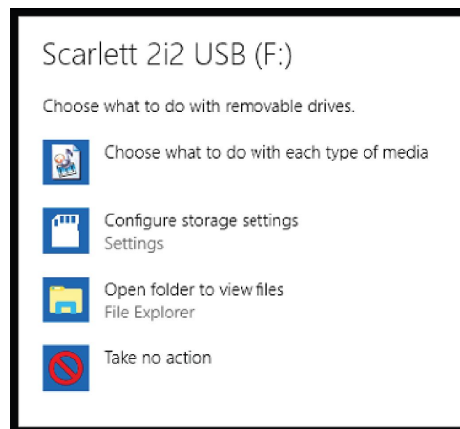 Scarlett 2i2 USB (F:)
Choose what to do with removable drives.
Choose what to do with each type of media
Configure storage settings
Settings
Open folder to view files
File Explorer
Take no action